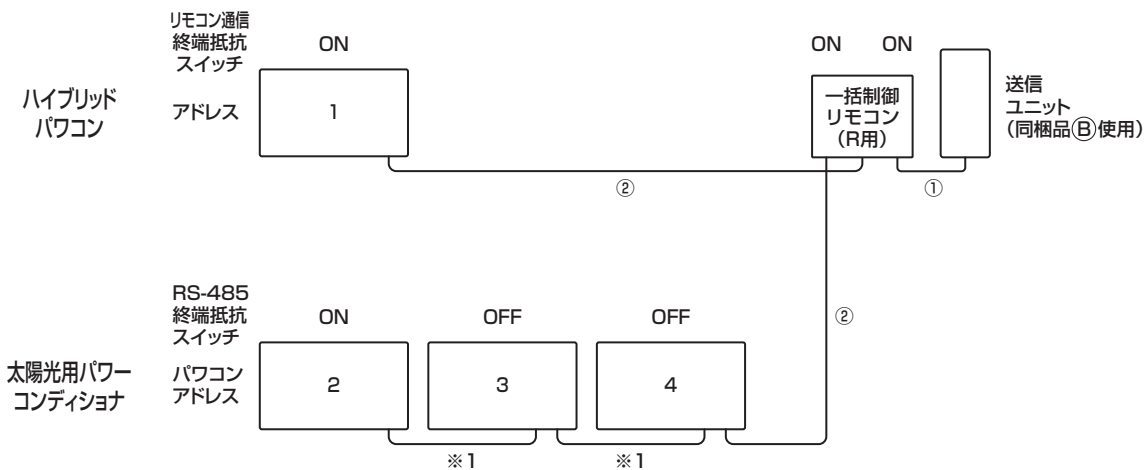 リモコン通信
終端抵抗
スイッチ
ON
ON
ON
ハイブリッド
パワコン
アドレス
1
一括制御
リモコン
(R用)
送信
ユニット
(同梱品Ⓑ使用)
②
①
RS-485
終端抵抗
スイッチ
ON
OFF
OFF
②
太陽光用パワー
コンディショナ
パワコン
アドレス
2
3
4
※1
※1